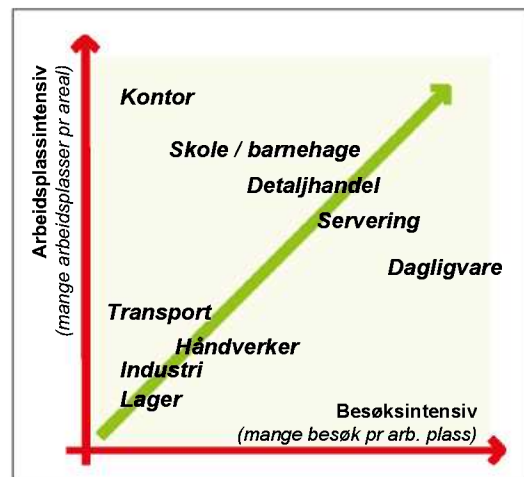 Arbeidsplassintensiv
(mange arbeidsplasser pr areal)
Kontor
Skole / barnehage
Detaljhandel
Servering
Dagligvare
Transport
Håndverker
Industri
Lager
Besøksintensiv
(mange besøk pr arb. plass)